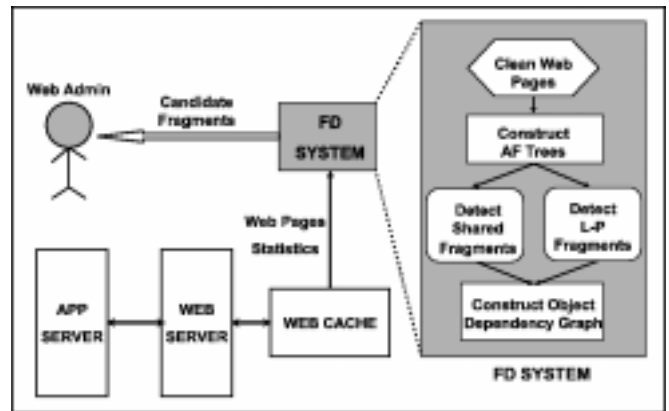 Web Admin
Candidate
Fragments
FD
SYSTEM
Web Pages
Statistics
APP
SERVER
WEB
SERVER
WEB CACHE
Clean Web
Pages
Construct
AF Trees
Detect
Shared
Fragments
Detect
L-P
Fragments
Construct Object
Dependency Graph
FD SYSTEM